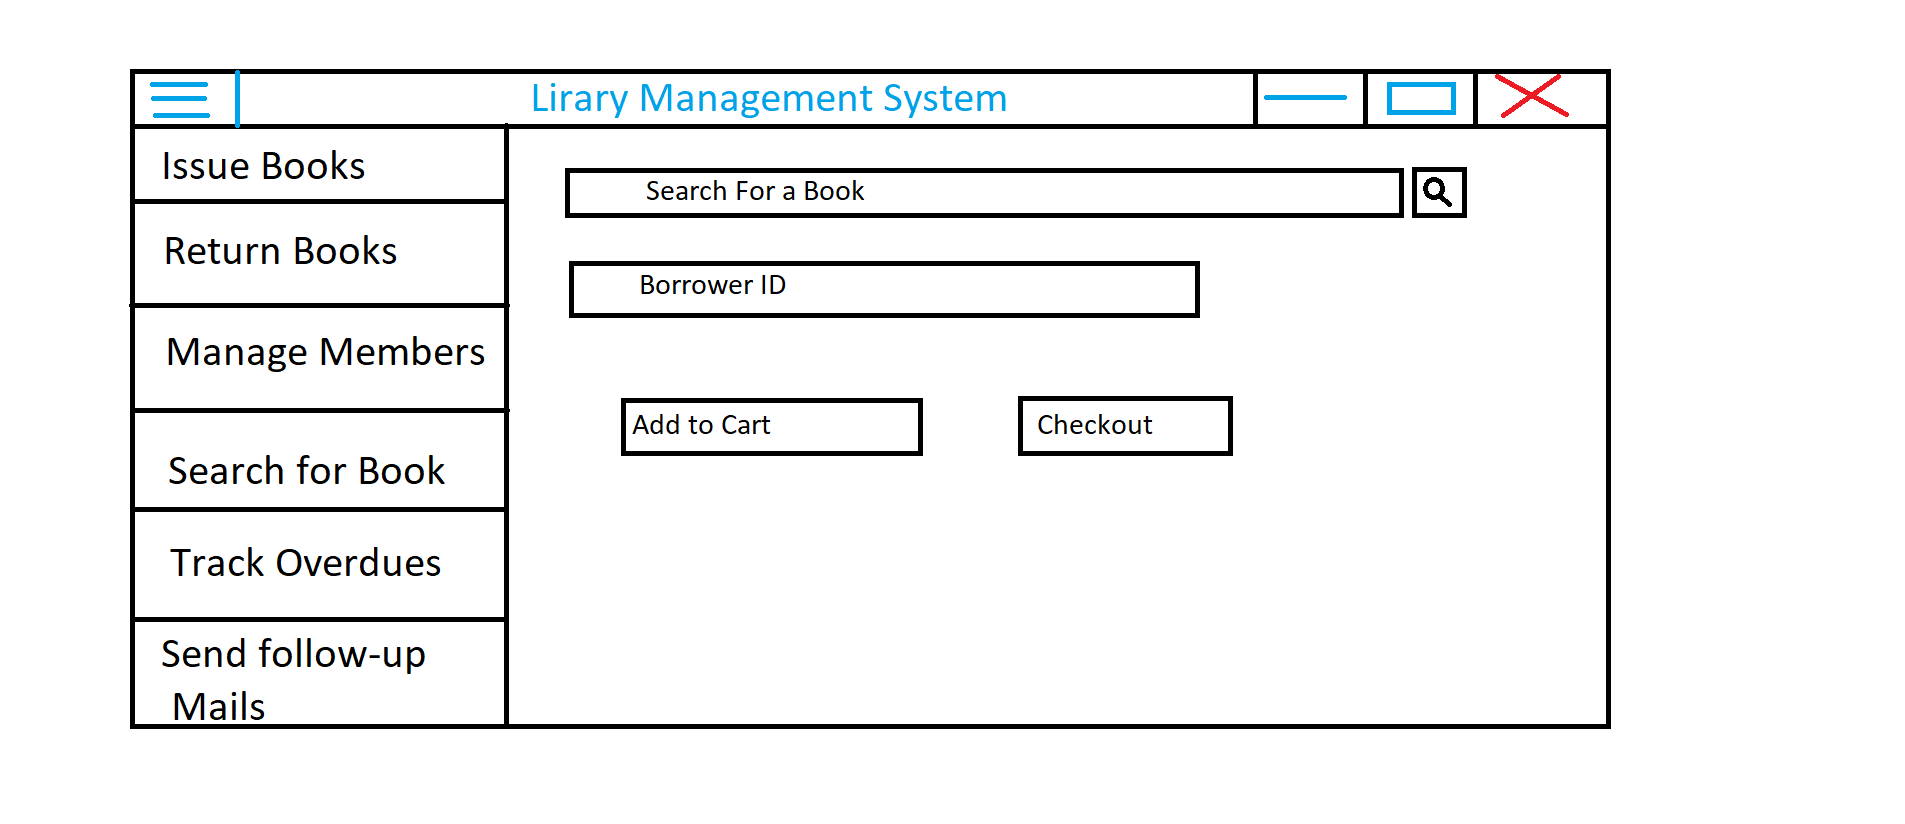 Lirary Management System
Issue Books
Return Books
Manage Members
Search for Book
Track Overdues
Send follow-up
Mails
Search For a Book
Borrower ID
Add to Cart
Checkout